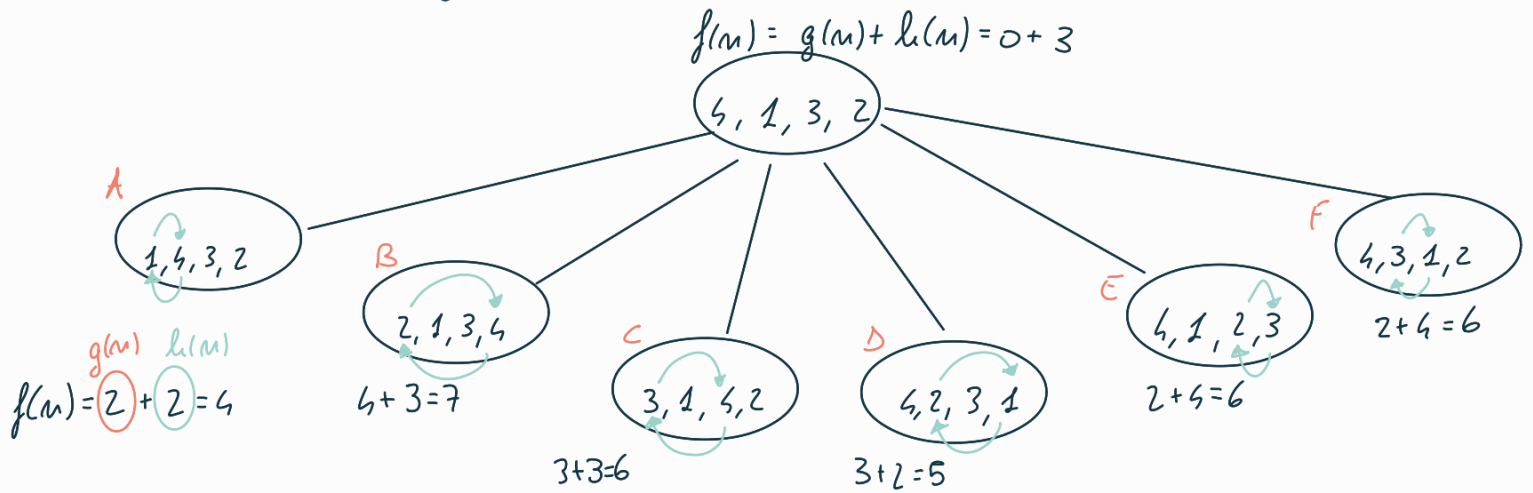 f(n) = g(n) + h(n) = 0 + 3
4, 1, 3, 2
A
1, 4, 3, 2
g(n) h(n)
f(n) = 2 + 2 = 4
B
2, 1, 3, 4
4 + 3 = 7
C
3, 1, 4, 2
3+3=6
D
4, 2, 3, 1
3+2=5
E
4, 1, 2, 3
2+4=6
F
4, 3, 1, 2
2+4=6